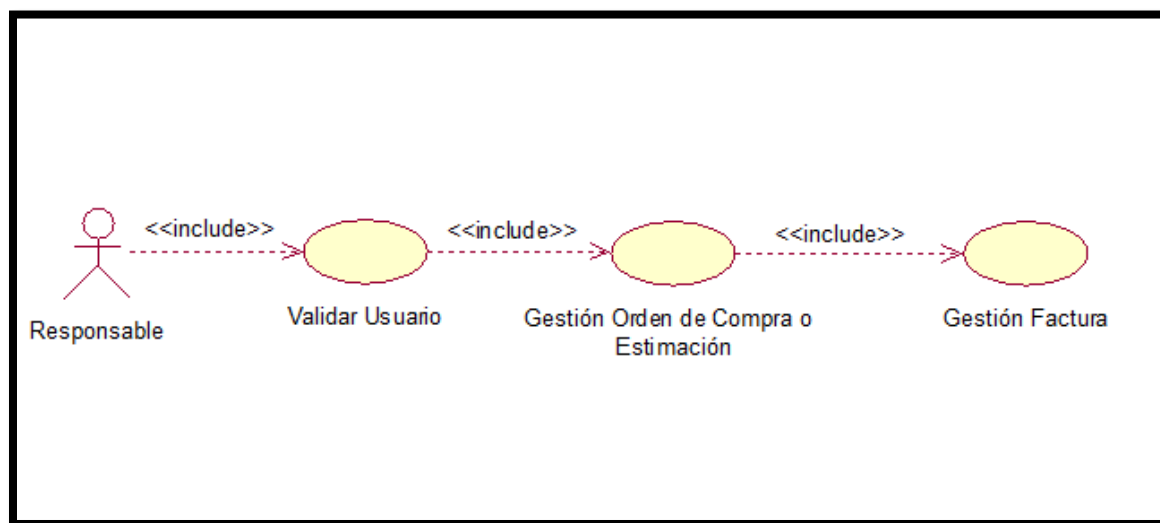 <<include>>
<<include>>
<<include>>
Responsable
Validar Usuario
Gestión Orden de Compra o
Estimación
Gestión Factura